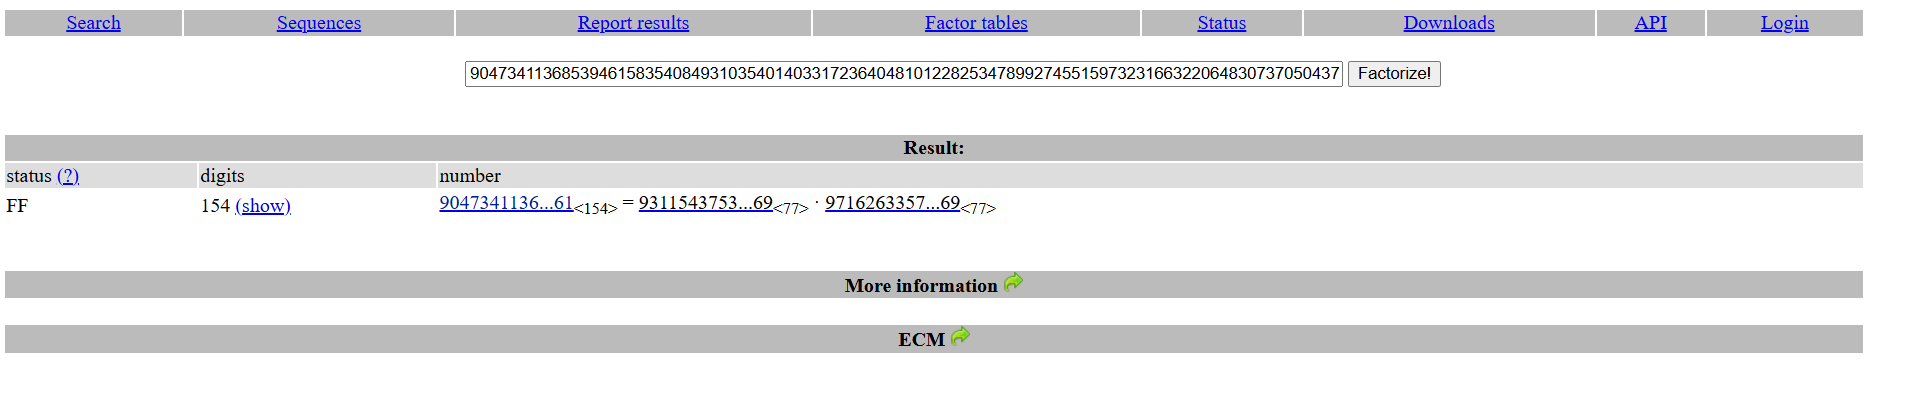 Search Sequences Report results Factor tables Status Downloads API Login
9047341136853946158354084931035401403317236404810122825347899274551597323166322064830737050437 Factorize!
Result:
status (?) digits number
FF 154 (show) 9047341136...61<154> = 9311543753...69<77> · 9716263357...69<77>
More information
ECM